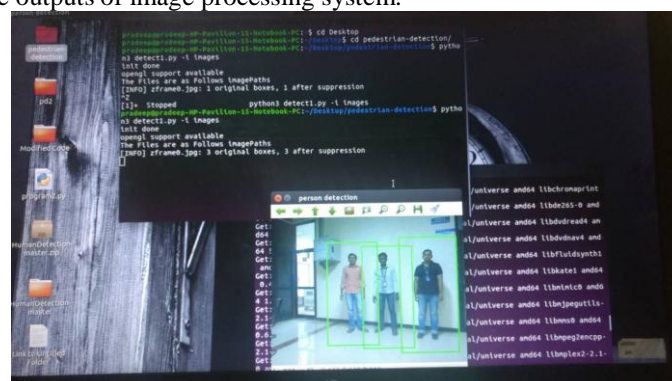 e outputs of image processing system.
pradeep@pradeep-HP-Pavilion-15-Notebook-PC:~$ cd Desktop
pradeep@pradeep-HP-Pavilion-15-Notebook-PC:~/Desktop$ cd pedestrian-detection/
pradeep@pradeep-HP-Pavilion-15-Notebook-PC:~/Desktop/pedestrian-detection$ pytho
n3 detect1.py -i images
init done
opengl support available
The Files are as Follows imagePaths
[INFO] zframe0.jpg: 1 original boxes, 1 after suppression
^Z
[1]+ Stopped python3 detect1.py -i images
pradeep@pradeep-HP-Pavilion-15-Notebook-PC:~/Desktop/pedestrian-detection$ pytho
n3 detect1.py -i images
init done
opengl support available
The Files are as Follows imagePaths
[INFO] zframe0.jpg: 3 original boxes, 3 after suppression
pedestrian
detection
pd2
Modified Code
program2.py
HumanDetection-
master.zip
HumanDetection-
master
Link to Untitled
Folder
person detection
/universe amd64 libchromaprint
al/universe amd64 libde265-0 amd
al/universe amd64 libdvdread4 am
al/universe amd64 libdvdnav4 amd
al/universe amd64 libfluidsynth1
al/universe amd64 libkate1 amd64
al/universe amd64 libmimic0 amd6
al/universe amd64 libmjpegutils-
al/universe amd64 libmms0 amd64
al/universe amd64 libmpeg2encpp-
al/universe amd64 libmplex2-2.1-